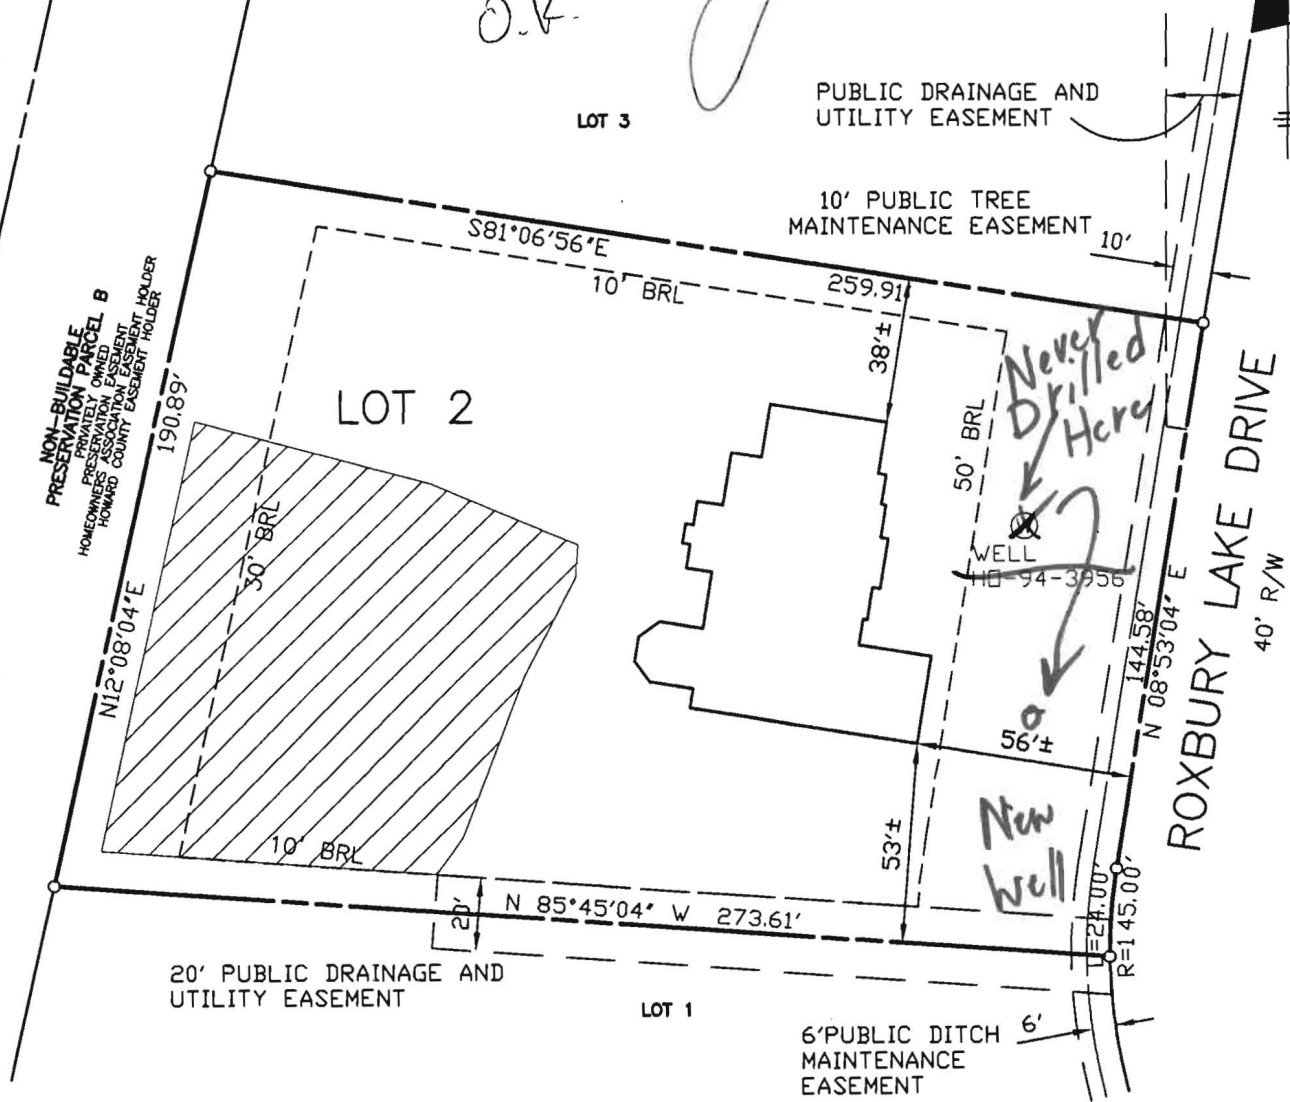 O.K.
LOT 3
PUBLIC DRAINAGE AND
UTILITY EASEMENT
10' PUBLIC TREE
MAINTENANCE EASEMENT
10'
S81°06'56"E
259.91
10' BRL
38'±
Never
Drilled
Here
LOT 2
50' BRL
NON-BUILDABLE
PRESERVATION PARCEL B
PRIVATELY OWNED
PRESERVATION EASEMENT
HOMEOWNERS ASSOCIATION EASEMENT HOLDER
HOWARD COUNTY EASEMENT HOLDER
190.89'
N12°08'04"E
30' BRL
W
WELL
HO-94-3956
144.58'
N 08°53'04" E
ROXBURY LAKE DRIVE
40' R/W
56'±
New
Well
53'±
10' BRL
N 85°45'04" W 273.61'
20'
L=24.00'
R=145.00'
20' PUBLIC DRAINAGE AND
UTILITY EASEMENT
LOT 1
6'PUBLIC DITCH
MAINTENANCE
EASEMENT
6'